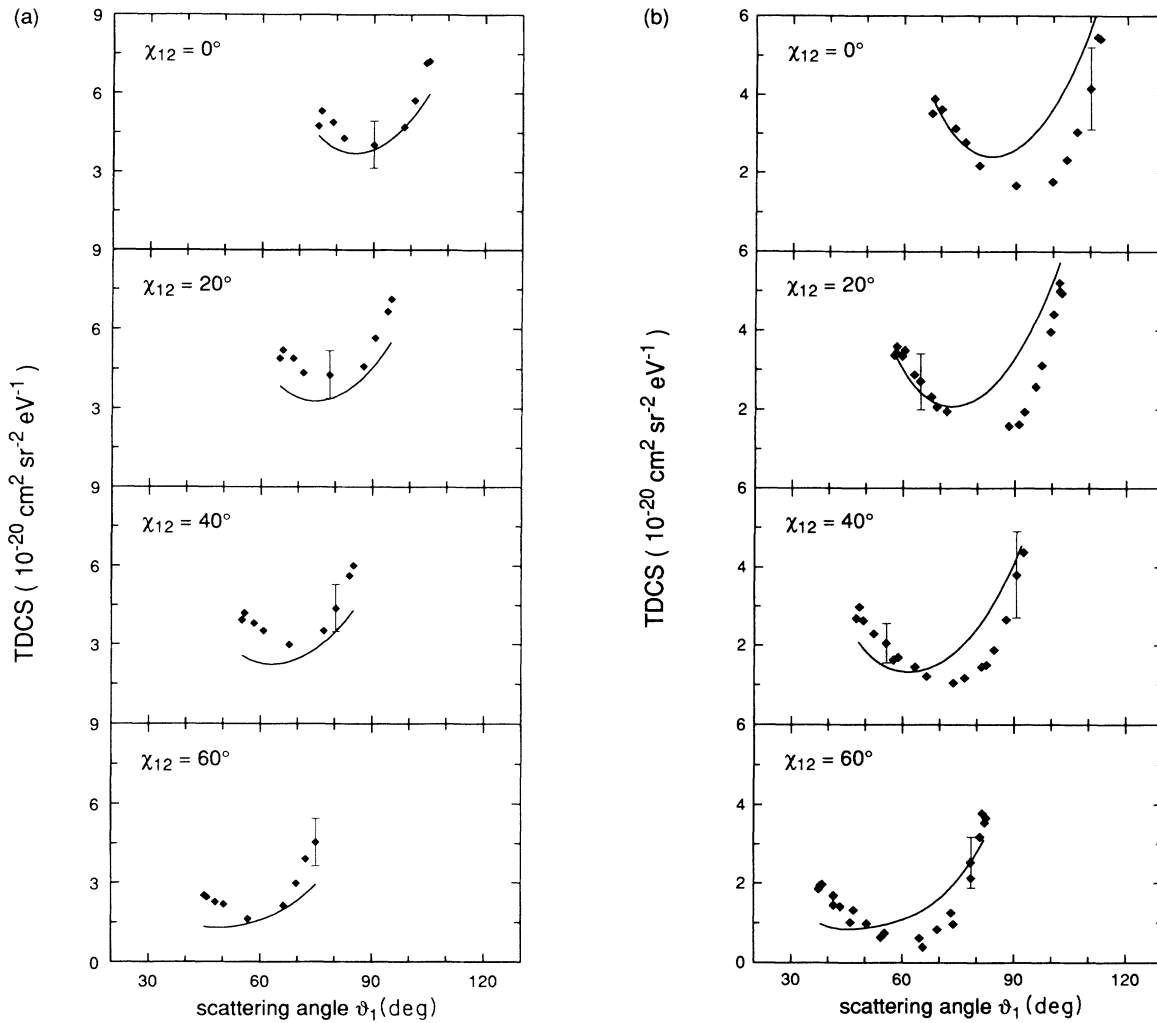 (a)
9
χ12 = 0°
6
3
9
χ12 = 20°
6
3
9
χ12 = 40°
6
3
9
χ12 = 60°
6
3
0
30 60 90 120
scattering angle ϑ1(deg)
TDCS ( 10-20 cm2 sr-2 eV-1 )
(b)
6
χ12 = 0°
4
2
6
χ12 = 20°
4
2
6
χ12 = 40°
4
2
6
χ12 = 60°
4
2
0
30 60 90 120
scattering angle ϑ1(deg)
TDCS ( 10-20 cm2 sr-2 eV-1 )